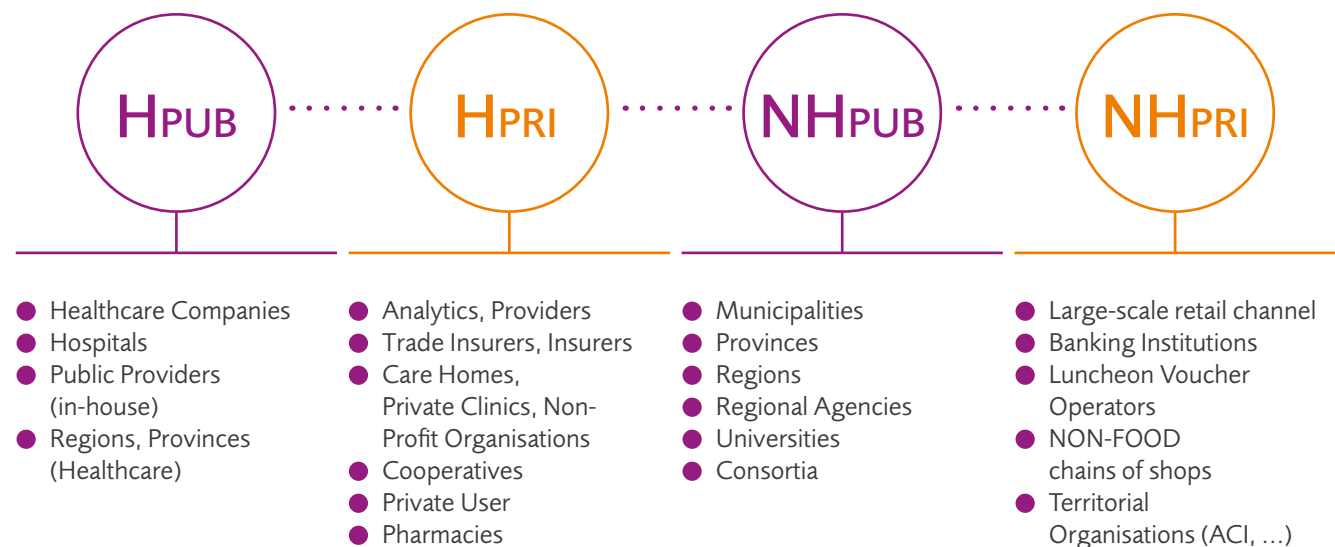 HPUB
HPRI
NHPUB
NHPRI
Healthcare Companies
Hospitals
Public Providers
(in-house)
Regions, Provinces
(Healthcare)
Analytics, Providers
Trade Insurers, Insurers
Care Homes,
Private Clinics, Non-
Profit Organisations
Cooperatives
Private User
Pharmacies
Municipalities
Provinces
Regions
Regional Agencies
Universities
Consortia
Large-scale retail channel
Banking Institutions
Luncheon Voucher
Operators
NON-FOOD
chains of shops
Territorial
Organisations (ACI, ...)